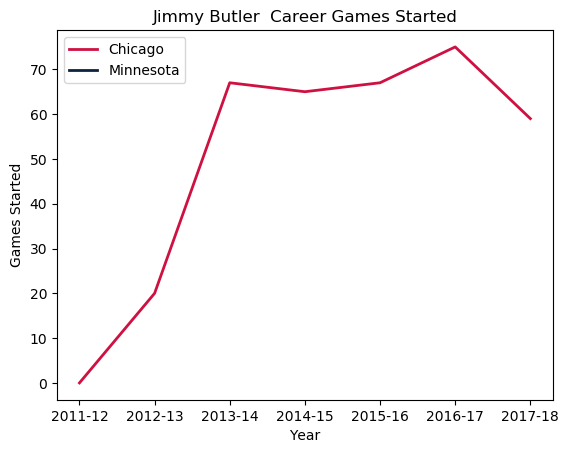 Jimmy Butler  Career Games Started
Chicago
Minnesota
Games Started
70
60
50
40
30
20
10
0
2011-12 2012-13 2013-14 2014-15 2015-16 2016-17 2017-18
Year